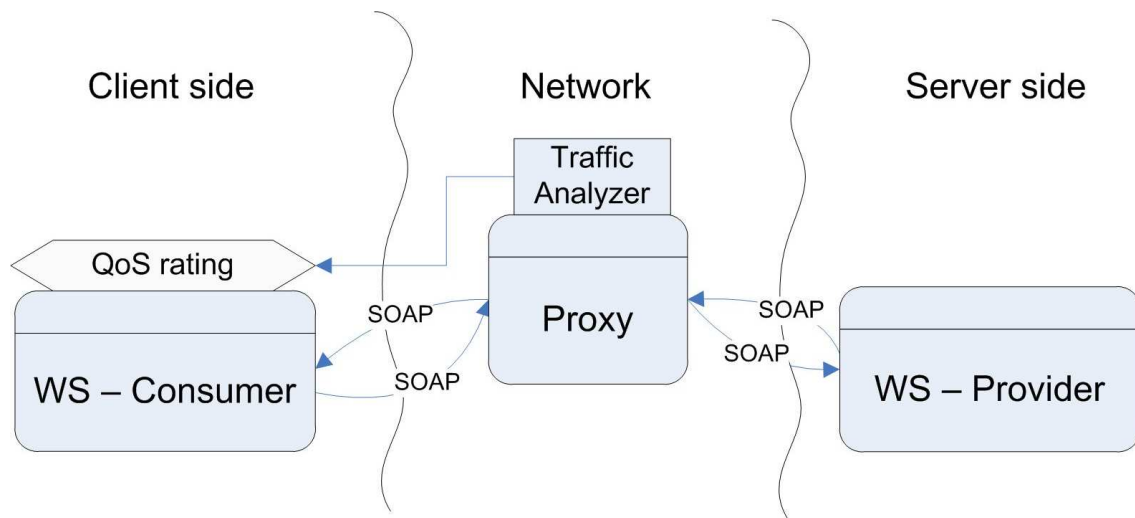 Client side
Network
Server side
Traffic
Analyzer
QoS rating
SOAP
SOAP
Proxy
SOAP
SOAP
WS – Consumer
WS – Provider